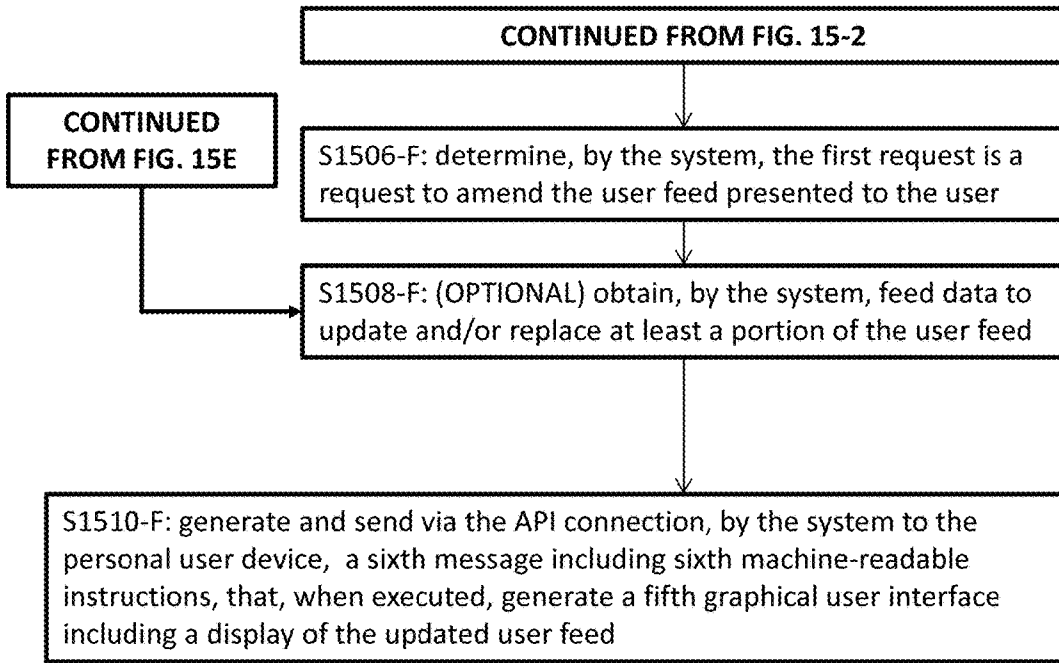 CONTINUED FROM FIG. 15-2
CONTINUED
FROM FIG. 15E
S1506-F: determine, by the system, the first request is a
request to amend the user feed presented to the user
S1508-F: (OPTIONAL) obtain, by the system, feed data to
update and/or replace at least a portion of the user feed
S1510-F: generate and send via the API connection, by the system to the
personal user device, a sixth message including sixth machine-readable
instructions, that, when executed, generate a fifth graphical user interface
including a display of the updated user feed